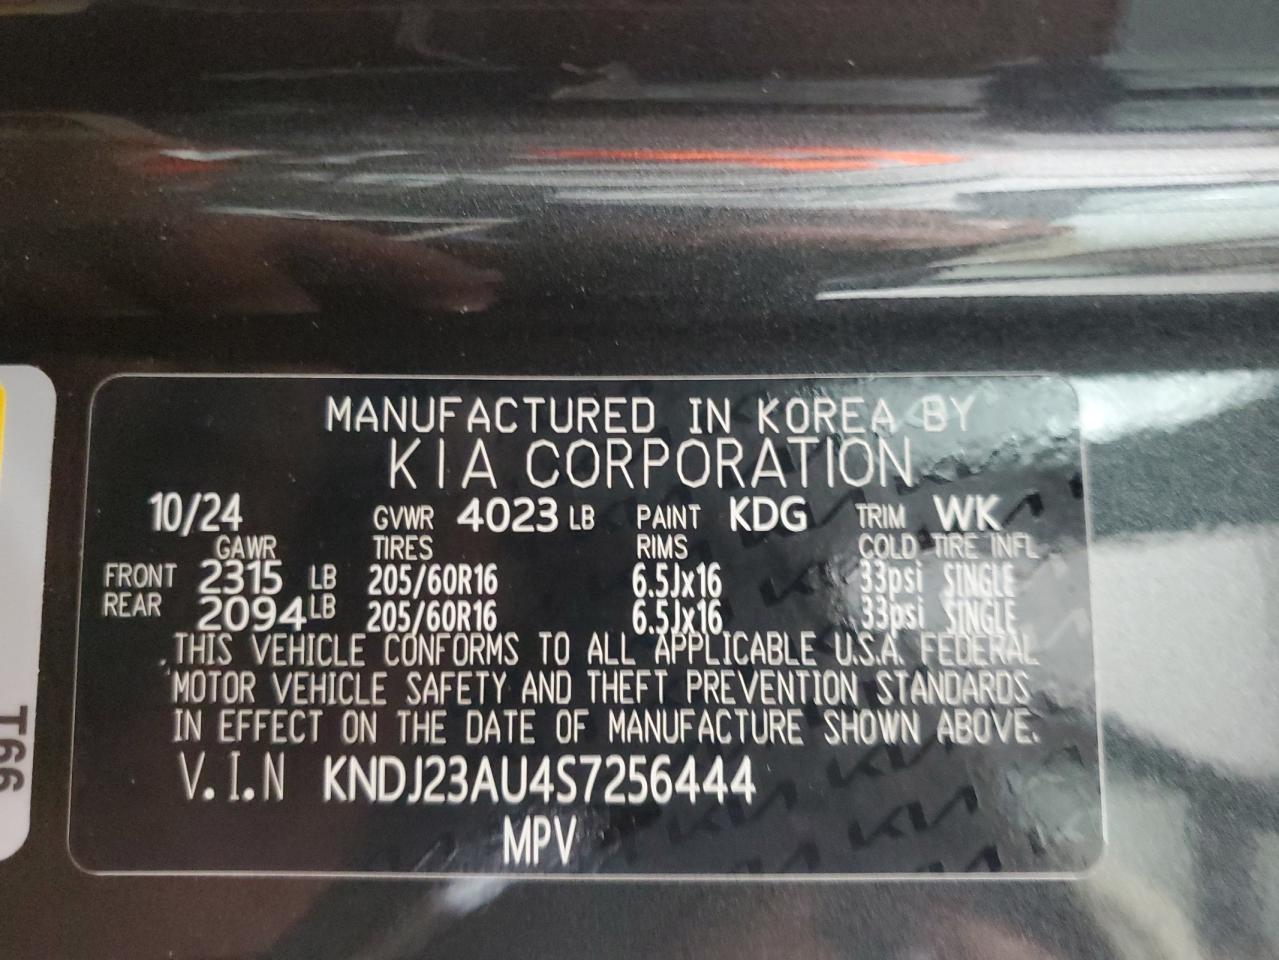 MANUFACTURED IN KOREA BY
KIA CORPORATION
10/24 GVWR 4023 LB PAINT KDG TRIM WK
GAWR TIRES RIMS COLD TIRE INFL
FRONT 2315 LB 205/60R16 6.5Jx16 33psi SINGLE
REAR 2094 LB 205/60R16 6.5Jx16 33psi SINGLE
THIS VEHICLE CONFORMS TO ALL APPLICABLE U.S.A. FEDERAL
MOTOR VEHICLE SAFETY AND THEFT PREVENTION STANDARDS
IN EFFECT ON THE DATE OF MANUFACTURE SHOWN ABOVE.
V.I.N KNDJ23AU4S7256444
MPV